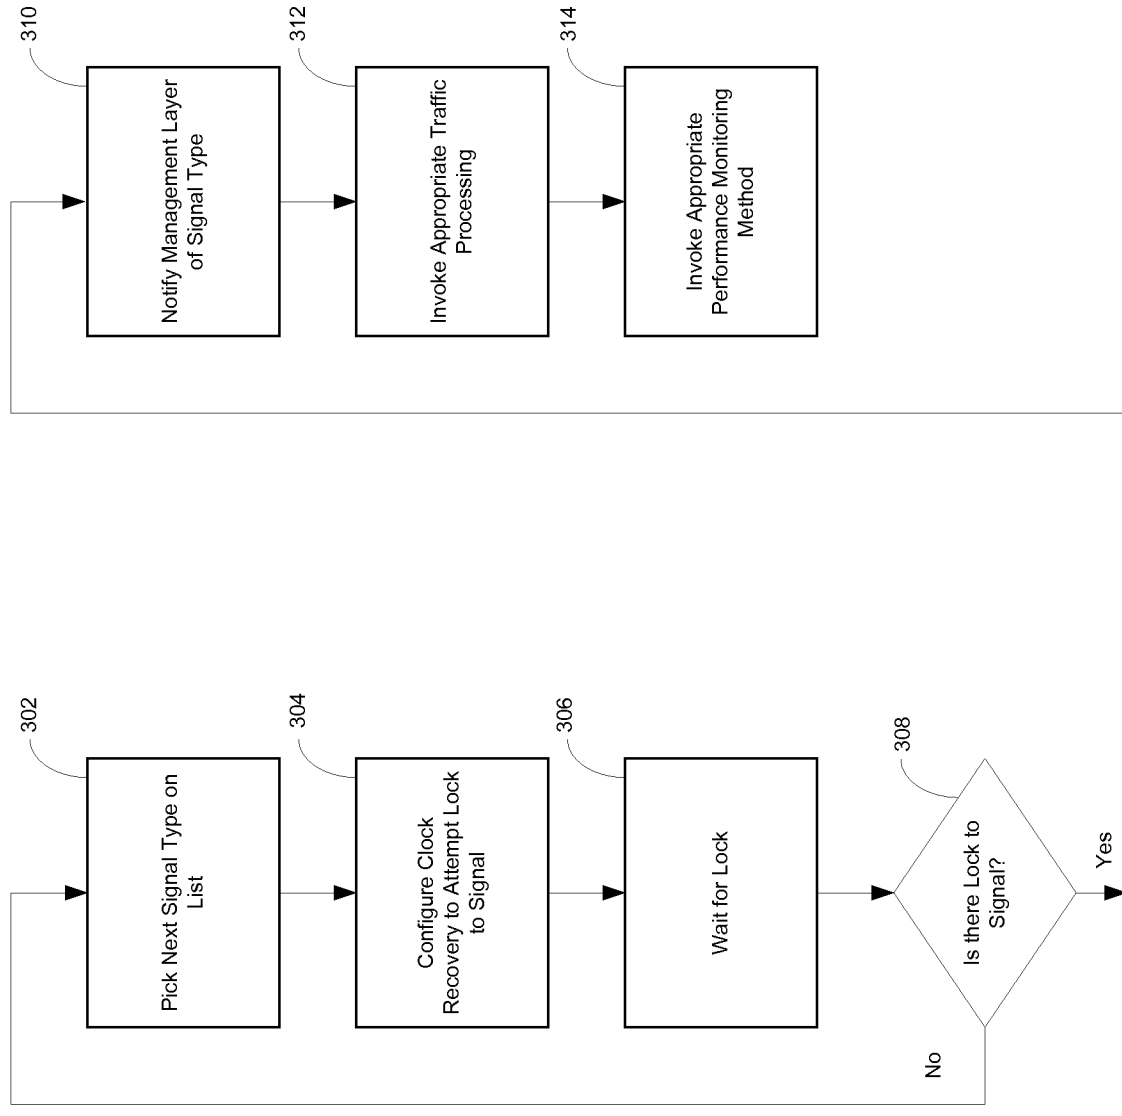 302
Pick Next Signal Type on
List
304
Configure Clock
Recovery to Attempt Lock
to Signal
306
Wait for Lock
308
Is there Lock to
Signal?
No
Yes
310
Notify Management Layer
of Signal Type
312
Invoke Appropriate Traffic
Processing
314
Invoke Appropriate
Performance Monitoring
Method